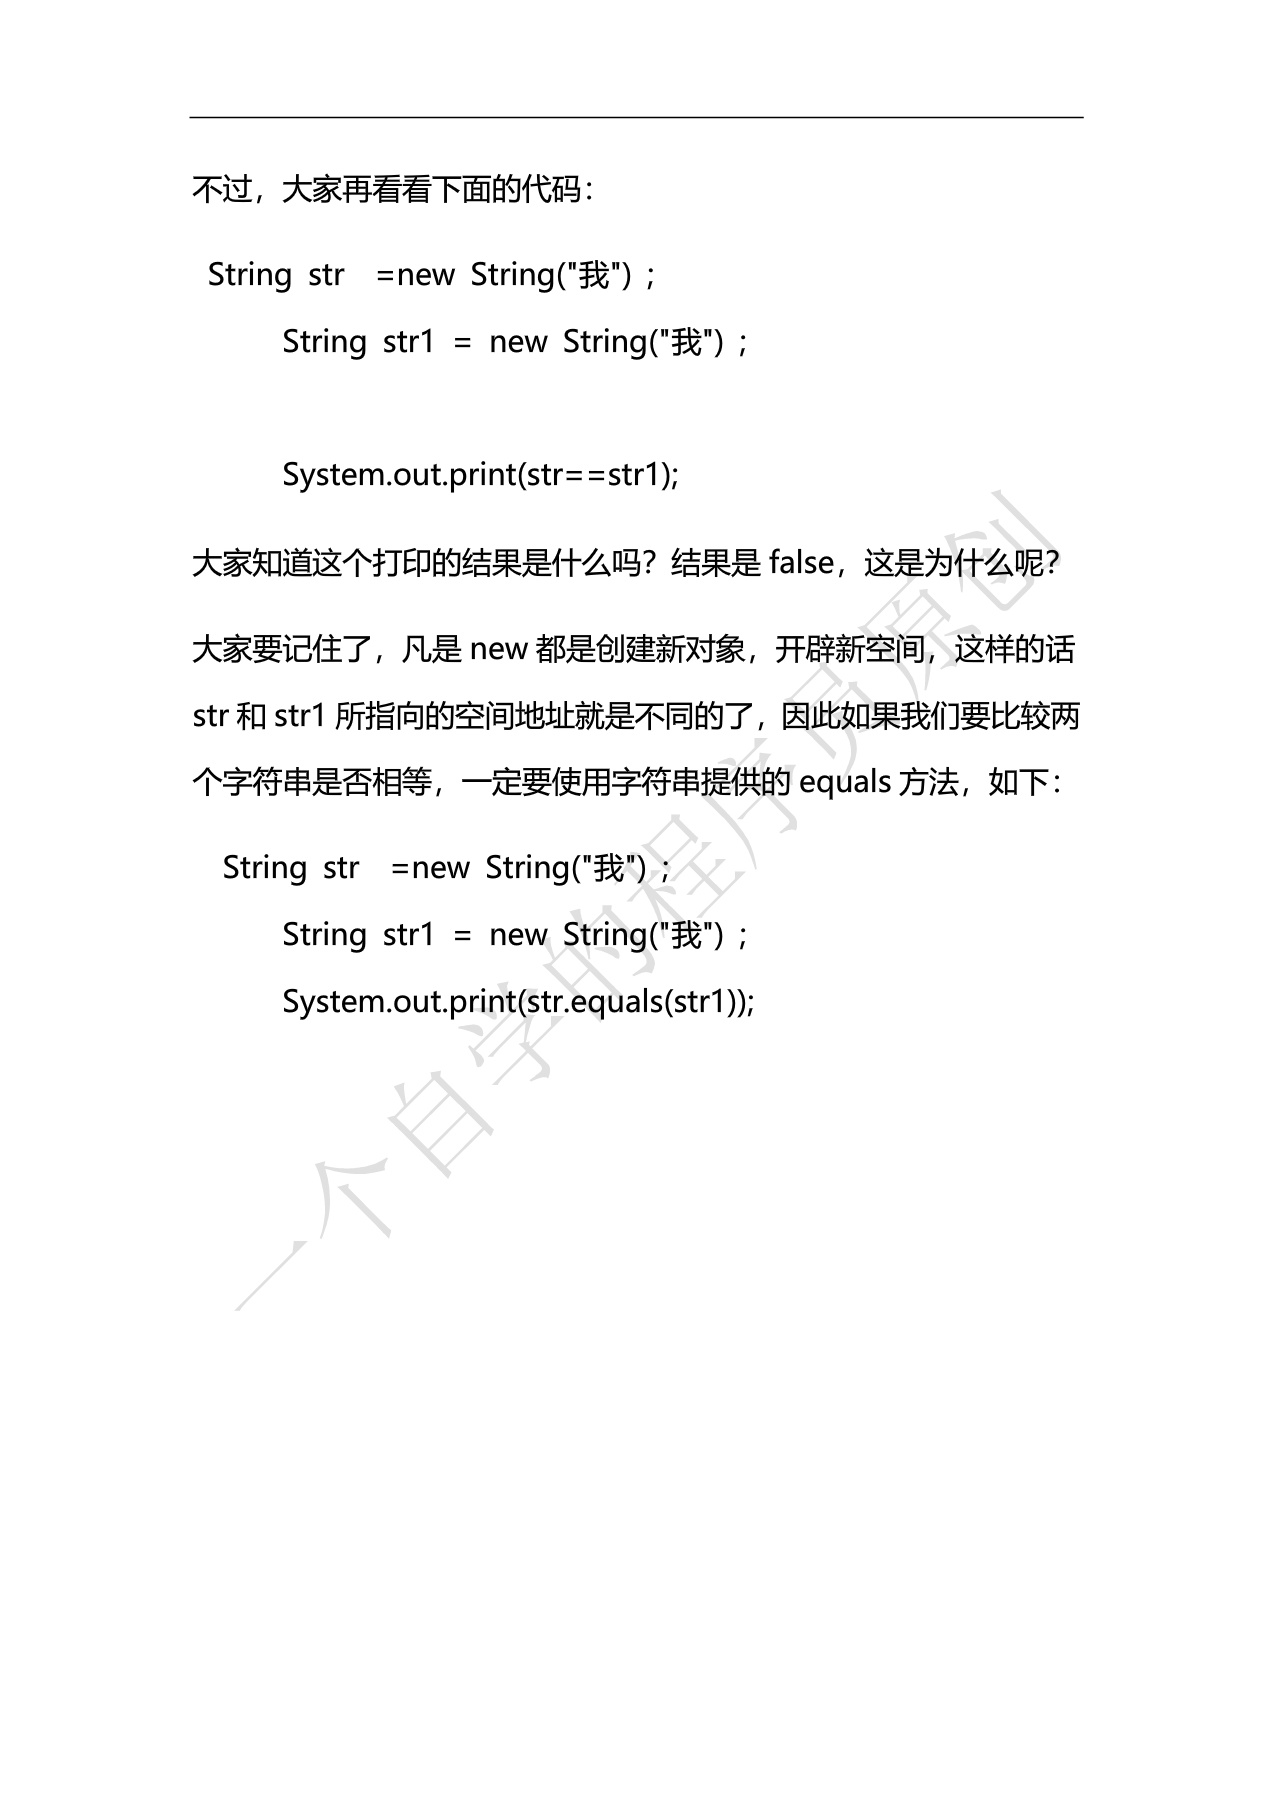 不过，大家再看看下面的代码：
String str  =new String("我") ;
String str1 = new String("我") ;
System.out.print(str==str1);
大家知道这个打印的结果是什么吗？结果是 false，这是为什么呢？
大家要记住了，凡是 new 都是创建新对象，开辟新空间，这样的话
str 和 str1 所指向的空间地址就是不同的了，因此如果我们要比较两
个字符串是否相等，一定要使用字符串提供的 equals 方法，如下：
String str  =new String("我") ;
String str1 = new String("我") ;
System.out.print(str.equals(str1));
一个自学的程序员原创